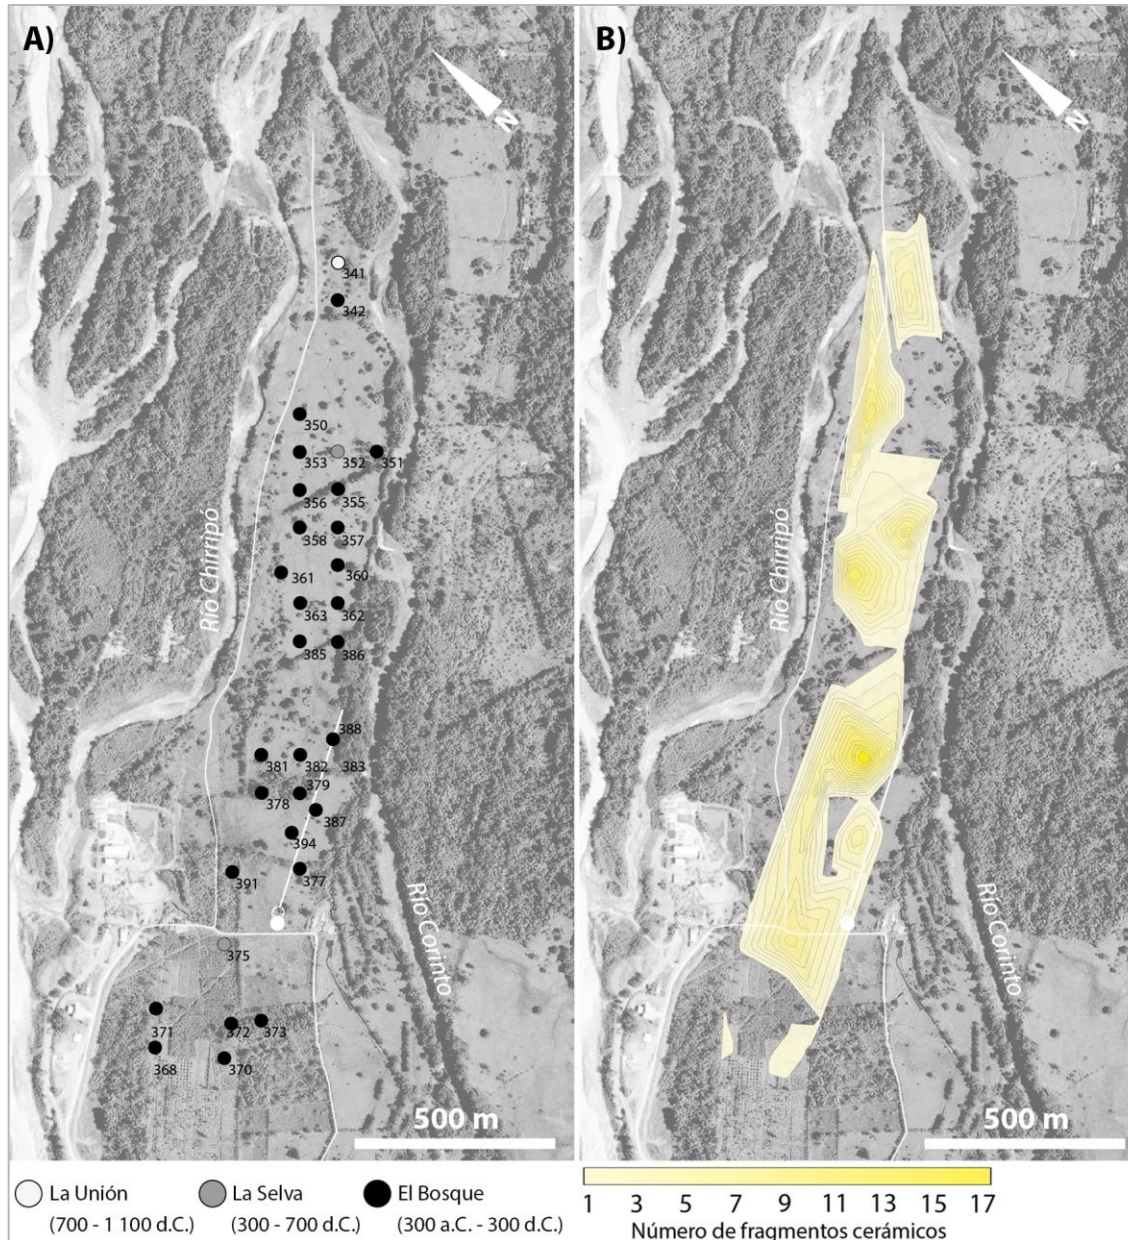 A)
N
341
342
350
353
352
351
356
355
358
357
361
360
363
362
385
386
388
381
382
383
379
378
387
394
391
377
375
371
372
373
368
370
Río Chirripó
Río Corinto
500 m
La Unión
(700 - 1 100 d.C.)
La Selva
(300 - 700 d.C.)
El Bosque
(300 a.C. - 300 d.C.)
B)
N
Río Chirripó
Río Corinto
500 m
1 3 5 7 9 11 13 15 17
Número de fragmentos cerámicos